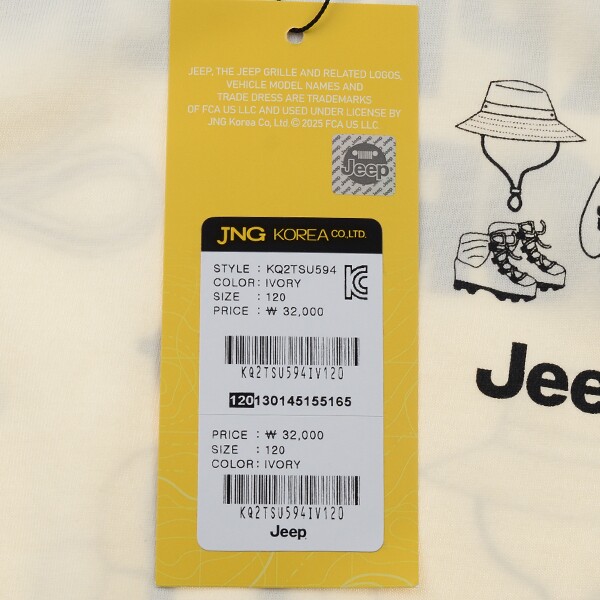 JEEP, THE JEEP GRILLE AND RELATED LOGOS,
VEHICLE MODEL NAMES AND
TRADE DRESS ARE TRADEMARKS
OF FCA US LLC AND USED UNDER LICENSE BY
JNG Korea Co, Ltd © 2025 FCA US LLC.
Jeep
JNG KOREA CO.,LTD.
STYLE : KQ2TSU594
COLOR : IVORY
SIZE : 120
PRICE : ₩ 32,000
KC
KQ2TSU594IV120
120130145155165
PRICE : ₩ 32,000
SIZE : 120
COLOR : IVORY
KQ2TSU594IV120
Jeep
Jee